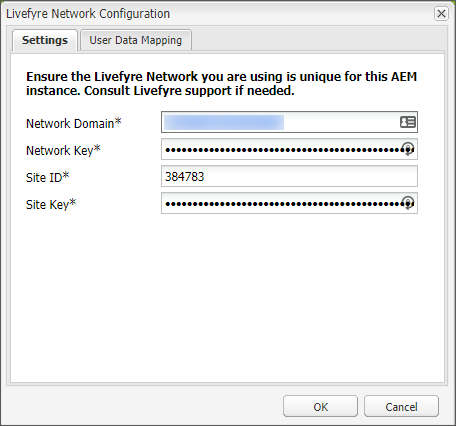 Livefyre Network Configuration
Settings
User Data Mapping
Ensure the Livefyre Network you are using is unique for this AEM
instance. Consult Livefyre support if needed.
Network Domain*
Network Key*
••••••••••••••••••••••••••••••••••••••••••••••
Site ID*
384783
Site Key*
••••••••••••••••••••••••••••••••••••••••••••••
OK
Cancel